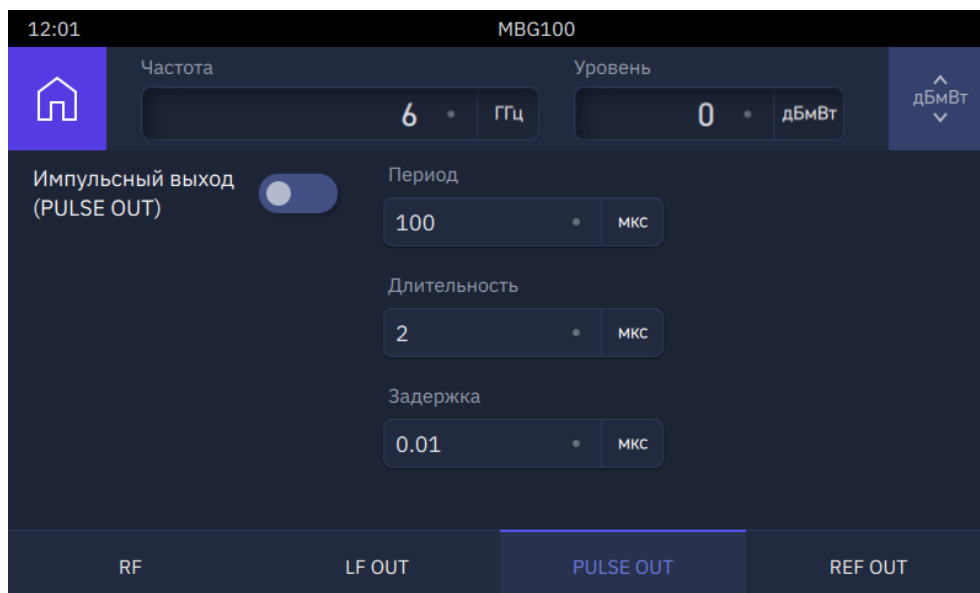 12:01 MBG100
Частота Уровень
6 ГГц 0 дБмВт дБмВт
Импульсный выход
(PULSE OUT)
Период
100 мкс
Длительность
2 мкс
Задержка
0.01 мкс
RF LF OUT PULSE OUT REF OUT